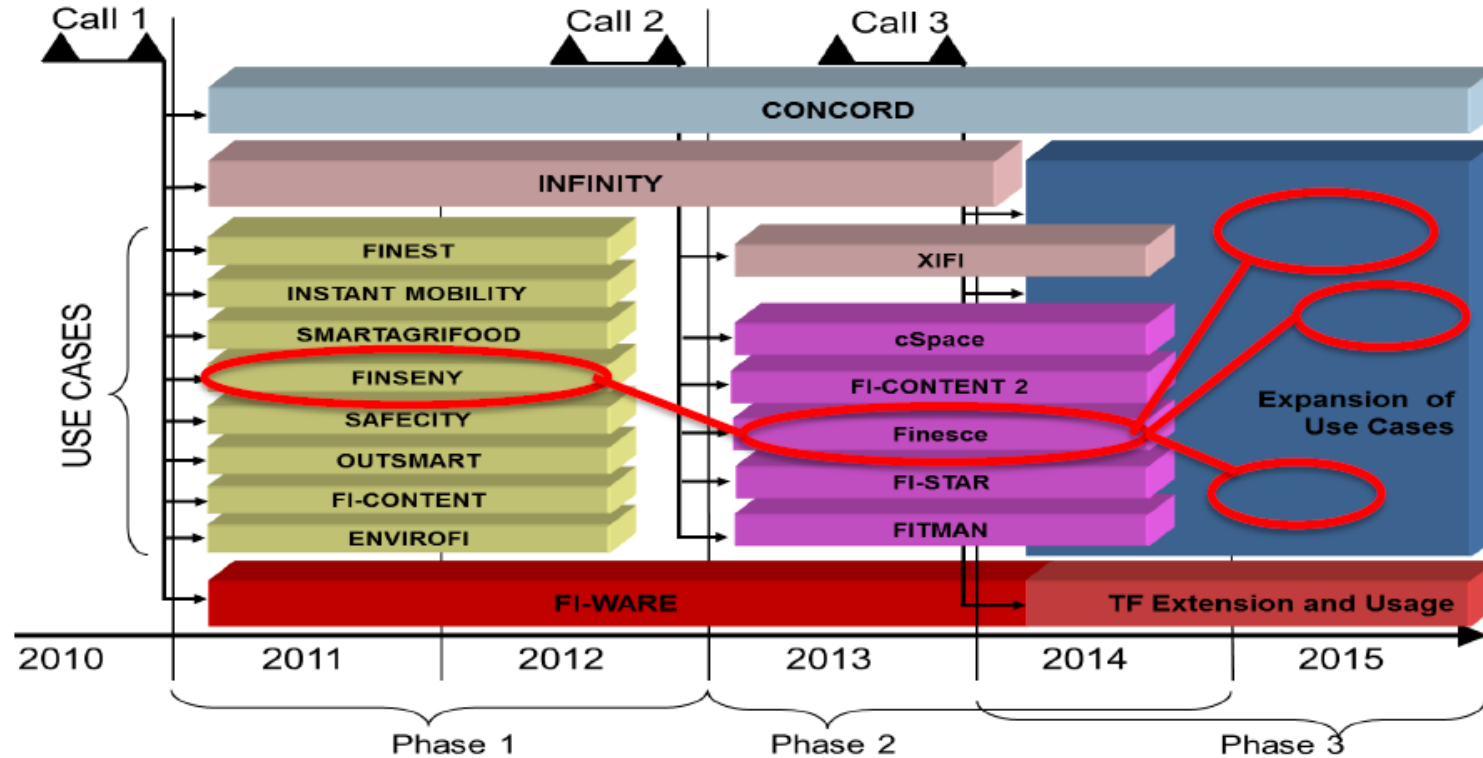 Call 1
Call 2
Call 3
CONCORD
INFINITY
USE CASES
FINEST
INSTANT MOBILITY
SMARTAGRIFOOD
FINSENY
SAFECITY
OUTSMART
FI-CONTENT
ENVIROFI
XIFI
cSpace
FI-CONTENT 2
Finesce
FI-STAR
FITMAN
Expansion of
Use Cases
FI-WARE
TF Extension and Usage
2010
2011
2012
2013
2014
2015
Phase 1
Phase 2
Phase 3